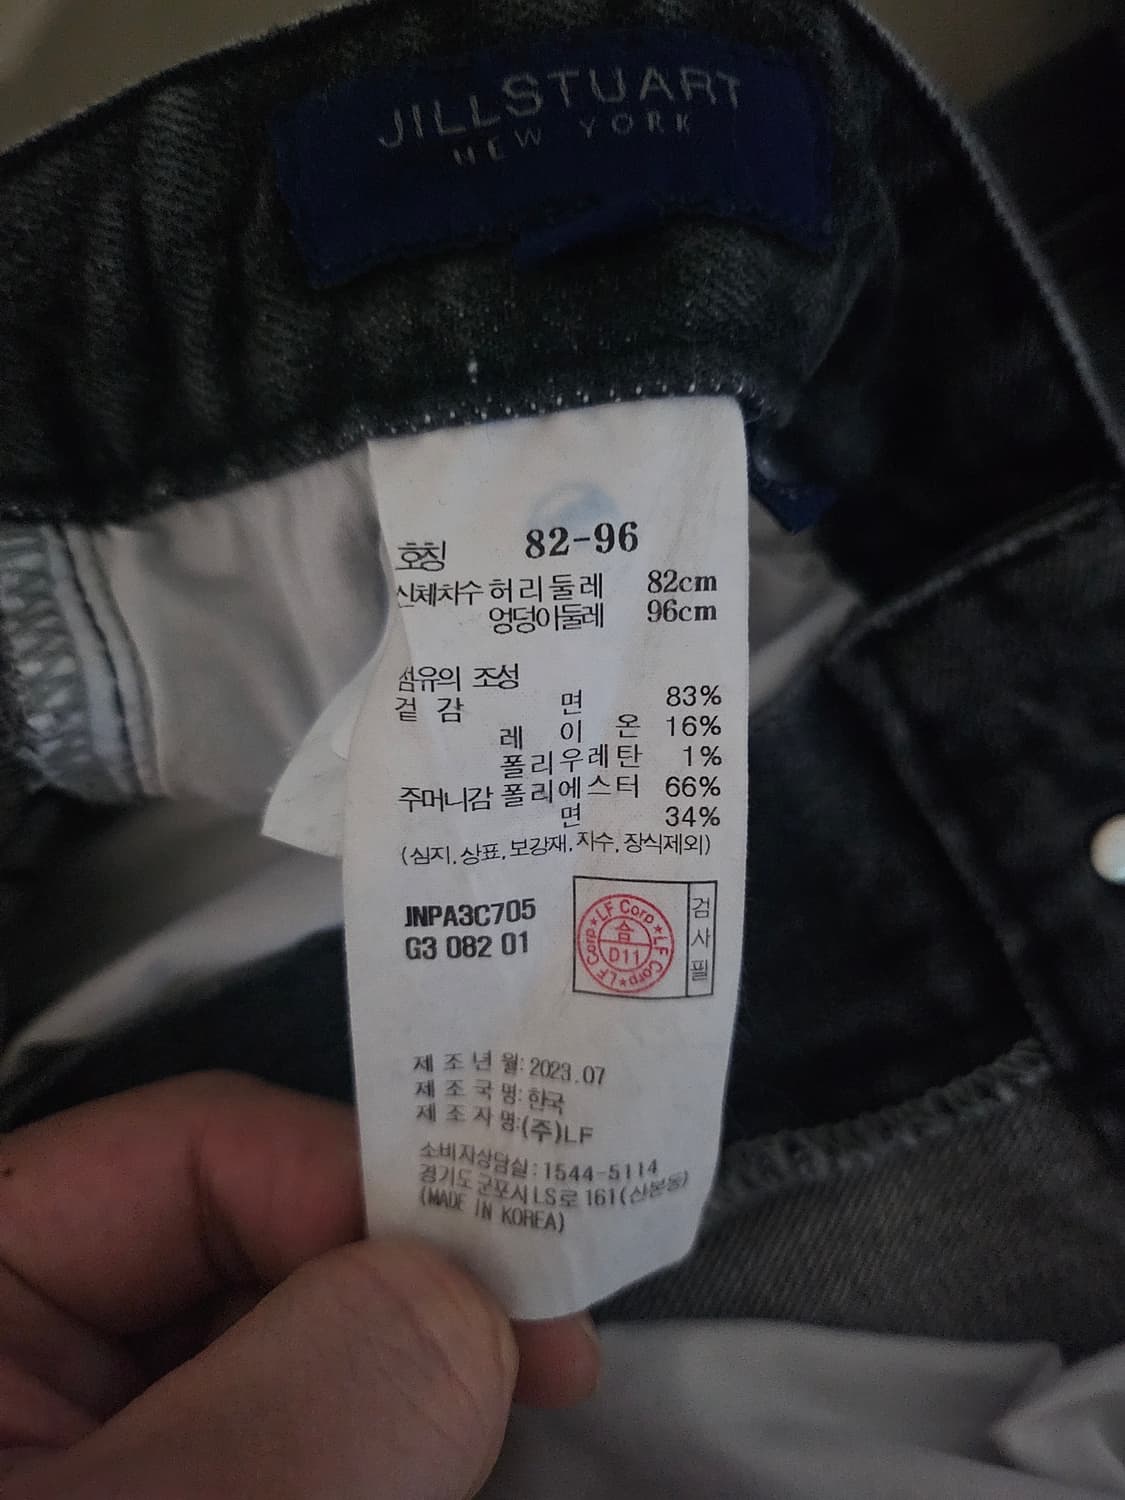 JILLSTUART
NEW YORK
호칭 82-96
신체치수 허리둘레 82cm
엉덩이둘레 96cm
섬유의 조성
겉감 면 83%
레이온 16%
폴리우레탄 1%
주머니감 폴리에스터 66%
면 34%
(심지,상표,보강재,자수,장식제외)
JNPA3C705
G3 082 01
LF Corp★LF Corp★LF Corp★
合
D11
검사필
제조년월:2023.07
제조국명:한국
제조자명:(주)LF
소비자상담실:1544-5114
경기도 군포시 LS로 161(산본동)
(MADE IN KOREA)